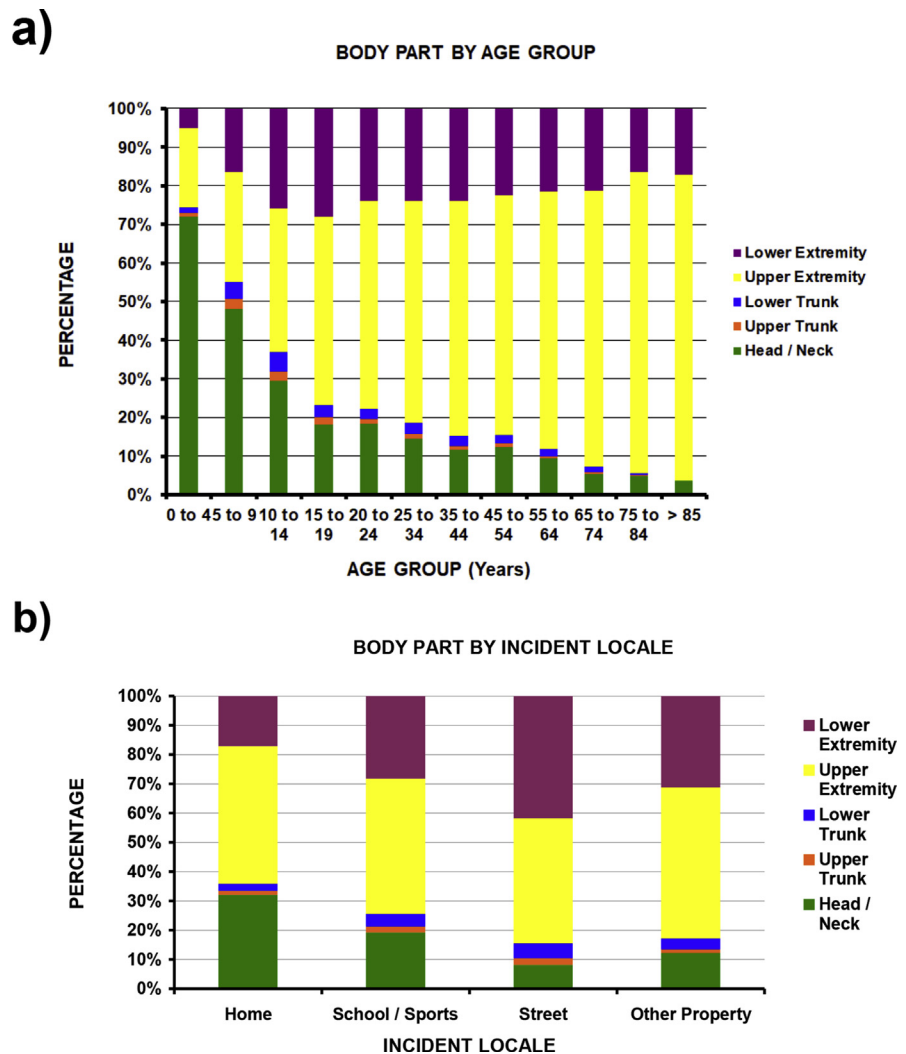 a)
BODY PART BY AGE GROUP
100%
90%
80%
70%
60%
50%
40%
30%
20%
10%
0%
PERCENTAGE
0 to 4 5 to 9 10 to 15 to 20 to 25 to 35 to 45 to 55 to 65 to 75 to > 85
14 19 24 34 44 54 64 74 84
AGE GROUP (Years)
Lower Extremity
Upper Extremity
Lower Trunk
Upper Trunk
Head / Neck
b)
BODY PART BY INCIDENT LOCALE
100%
90%
80%
70%
60%
50%
40%
30%
20%
10%
0%
PERCENTAGE
Home School / Sports Street Other Property
INCIDENT LOCALE
Lower
Extremity
Upper
Extremity
Lower
Trunk
Upper
Trunk
Head /
Neck